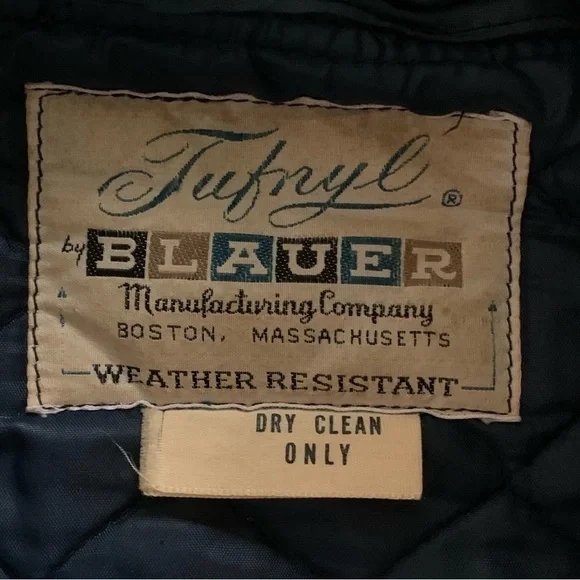 Tufnyl ®
by BLAUER
Manufacturing Company
BOSTON, MASSACHUSETTS
WEATHER RESISTANT
DRY CLEAN
ONLY